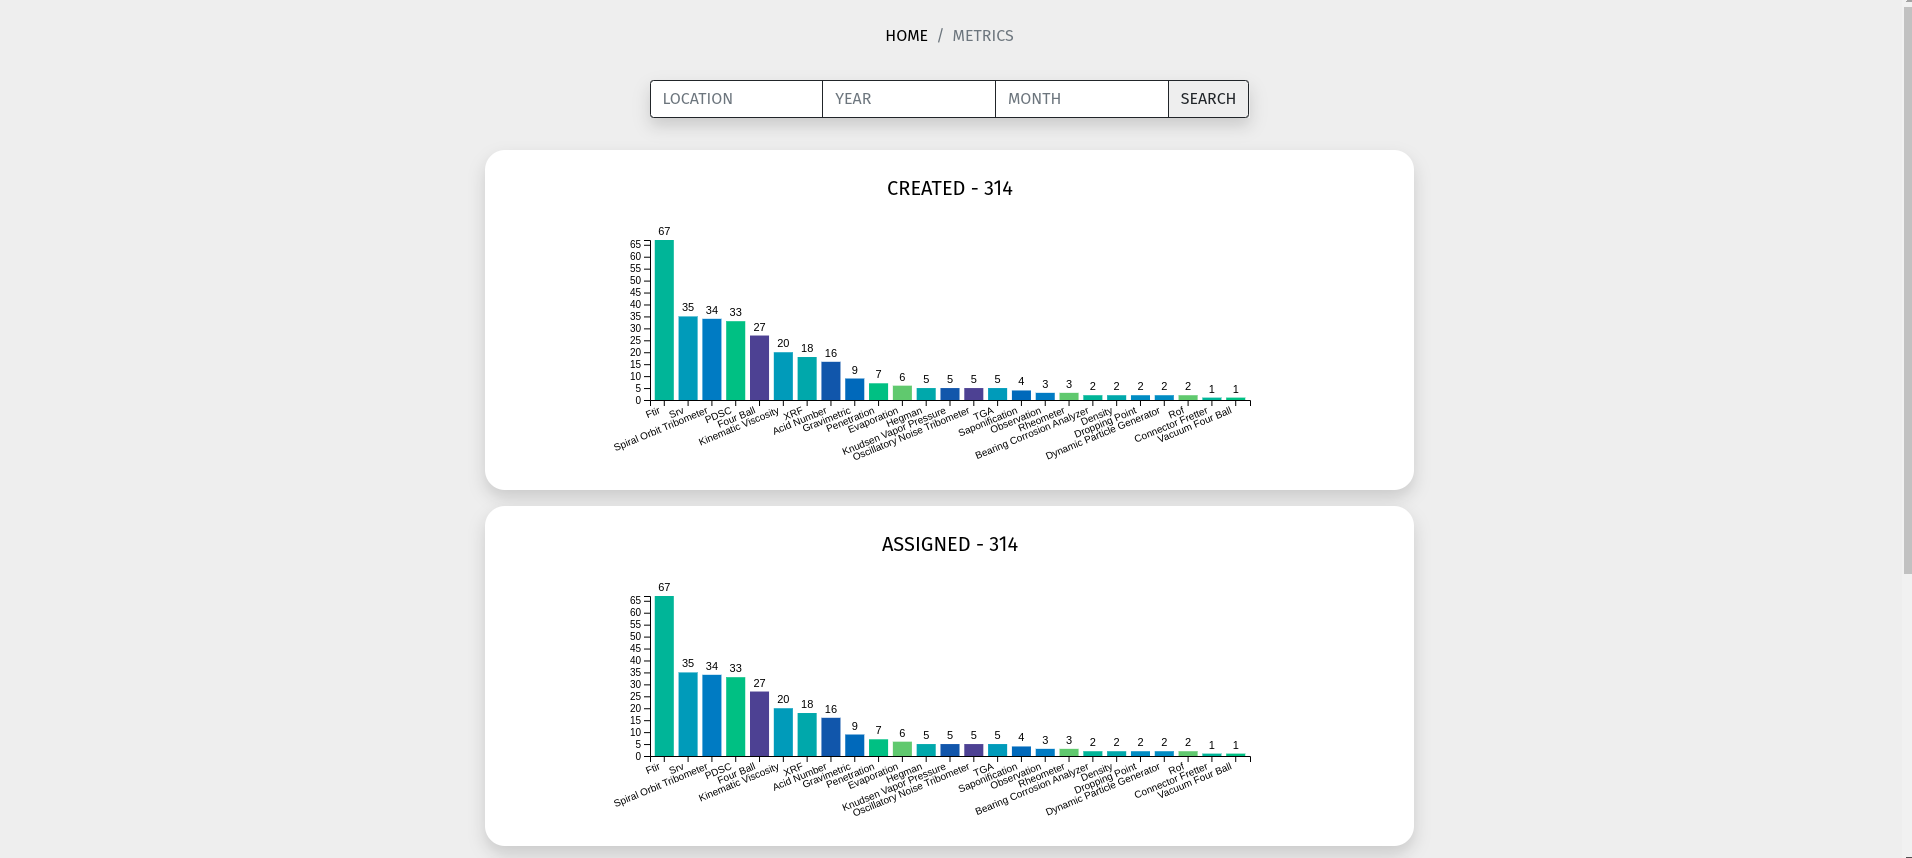 HOME / METRICS
LOCATION YEAR MONTH SEARCH
CREATED - 314
67 35 34 33 27 20 18 16 9 7 6 5 5 5 5 4 3 3 2 2 2 2 2 1 1
65
60
55
50
45
40
35
30
25
20
15
10
5
0
Ftir
Srv
Spiral Orbit Tribometer
PDSC
Four Ball
Kinematic Viscosity
XRF
Acid Number
Gravimetric
Penetration
Evaporation
Hegman
Knudsen Vapor Pressure
Oscillatory Noise Tribometer
TGA
Saponification
Observation
Rheometer
Bearing Corrosion Analyzer
Density
Dropping Point
Dynamic Particle Generator
Rof
Connector Fretter
Vacuum Four Ball
ASSIGNED - 314
67 35 34 33 27 20 18 16 9 7 6 5 5 5 5 4 3 3 2 2 2 2 2 1 1
65
60
55
50
45
40
35
30
25
20
15
10
5
0
Ftir
Srv
Spiral Orbit Tribometer
PDSC
Four Ball
Kinematic Viscosity
XRF
Acid Number
Gravimetric
Penetration
Evaporation
Hegman
Knudsen Vapor Pressure
Oscillatory Noise Tribometer
TGA
Saponification
Observation
Rheometer
Bearing Corrosion Analyzer
Density
Dropping Point
Dynamic Particle Generator
Rof
Connector Fretter
Vacuum Four Ball